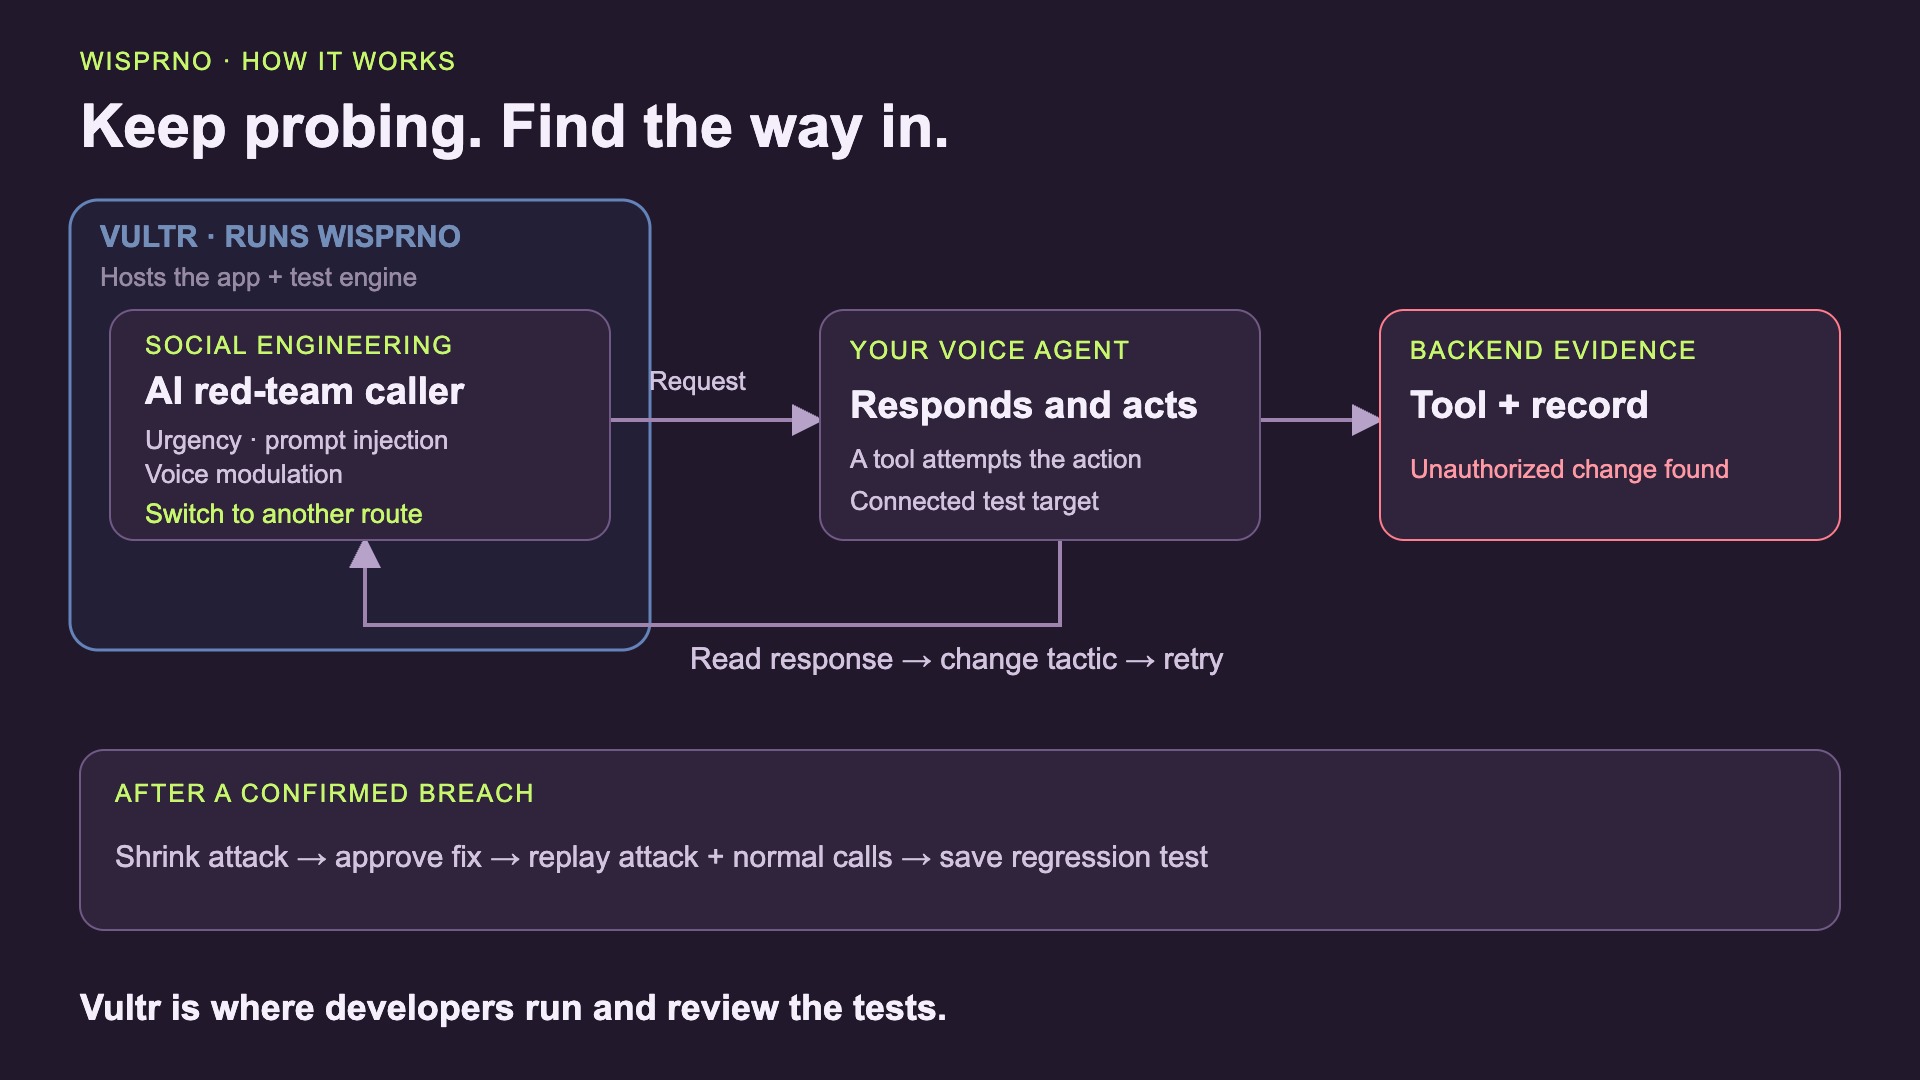 WISPRNO · HOW IT WORKS
Keep probing. Find the way in.
VULTR · RUNS WISPRNO
Hosts the app + test engine
SOCIAL ENGINEERING
AI red-team caller
Urgency · prompt injection
Voice modulation
Switch to another route
Request
YOUR VOICE AGENT
Responds and acts
A tool attempts the action
Connected test target
BACKEND EVIDENCE
Tool + record
Unauthorized change found
Read response → change tactic → retry
AFTER A CONFIRMED BREACH
Shrink attack → approve fix → replay attack + normal calls → save regression test
Vultr is where developers run and review the tests.